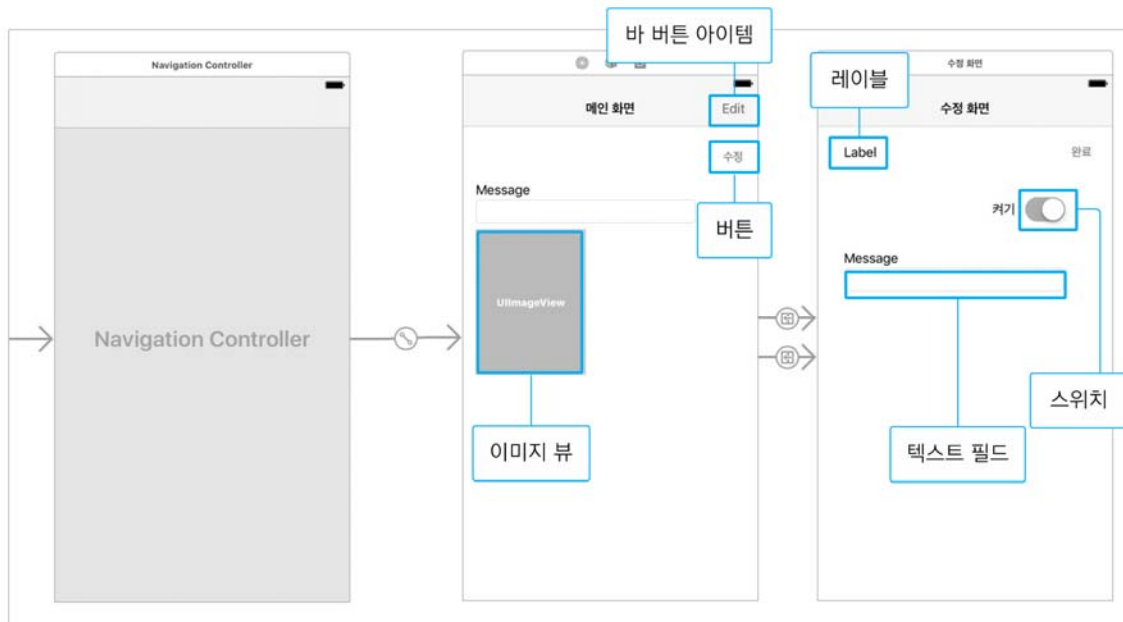 바 버튼 아이템
Navigation Controller
수정 화면
레이블
메인 화면
Edit
수정 화면
수정
Label
완료
Message
켜기
버튼
Message
UIImageView
Navigation Controller
스위치
이미지 뷰
텍스트 필드